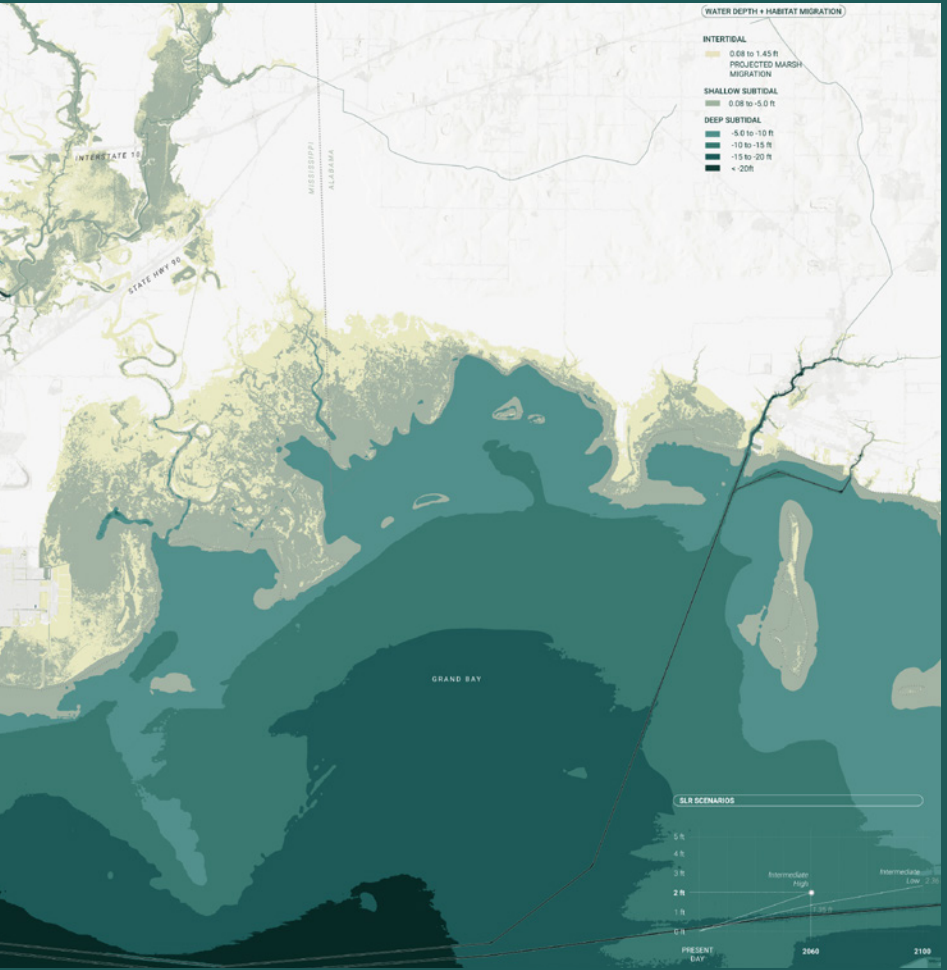 WATER DEPTH + HABITAT MIGRATION
INTERTIDAL
0.08 to 1.45 ft
PROJECTED MARSH
MIGRATION
SHALLOW SUBTIDAL
0.08 to -5.0 ft
DEEP SUBTIDAL
-5.0 to -10 ft
-10 to -15 ft
-15 to -20 ft
< -20ft
INTERSTATE 10
MISSISSIPPI
ALABAMA
STATE HWY 90
GRAND BAY
SLR SCENARIOS
5 ft
4 ft
3 ft
2 ft
1 ft
0 ft
Intermediate
High
Intermediate
Low
PRESENT
DAY
2060
2100